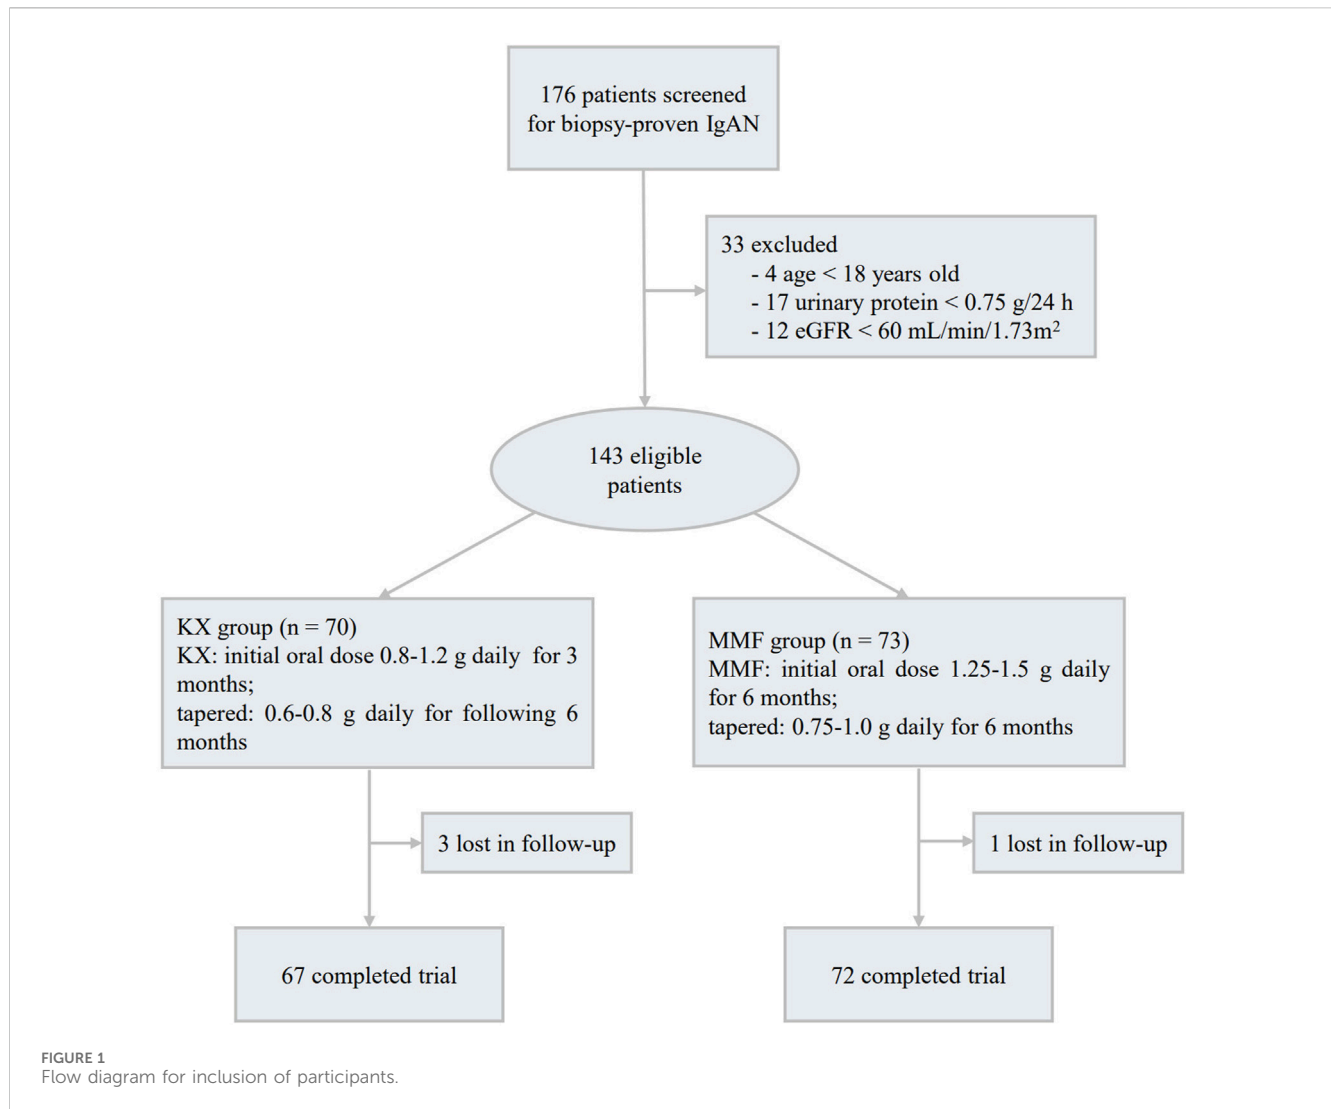 176 patients screened
for biopsy-proven IgAN
33 excluded
- 4 age < 18 years old
- 17 urinary protein < 0.75 g/24 h
- 12 eGFR < 60 mL/min/1.73m²
143 eligible
patients
KX group (n = 70)
KX: initial oral dose 0.8-1.2 g daily for 3
months;
tapered: 0.6-0.8 g daily for following 6
months
MMF group (n = 73)
MMF: initial oral dose 1.25-1.5 g daily
for 6 months;
tapered: 0.75-1.0 g daily for 6 months
3 lost in follow-up
1 lost in follow-up
67 completed trial
72 completed trial
FIGURE 1
Flow diagram for inclusion of participants.